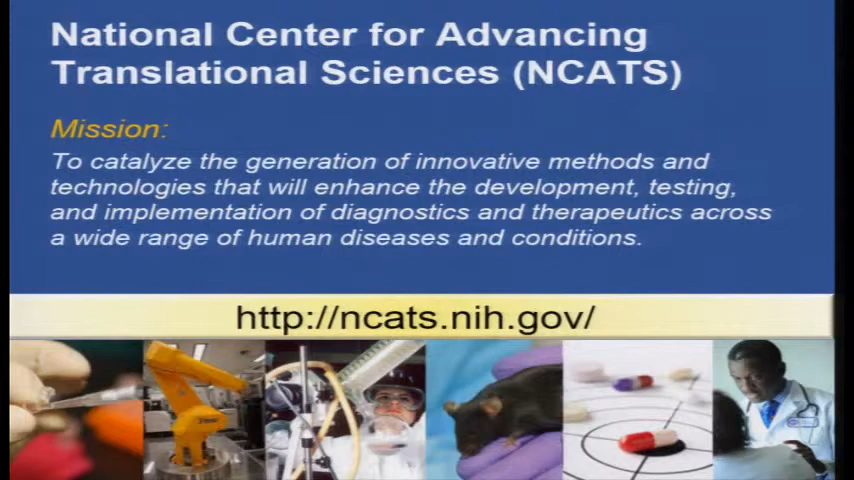 National Center for Advancing
Translational Sciences (NCATS)
Mission:
To catalyze the generation of innovative methods and
technologies that will enhance the development, testing,
and implementation of diagnostics and therapeutics across
a wide range of human diseases and conditions.
http://ncats.nih.gov/